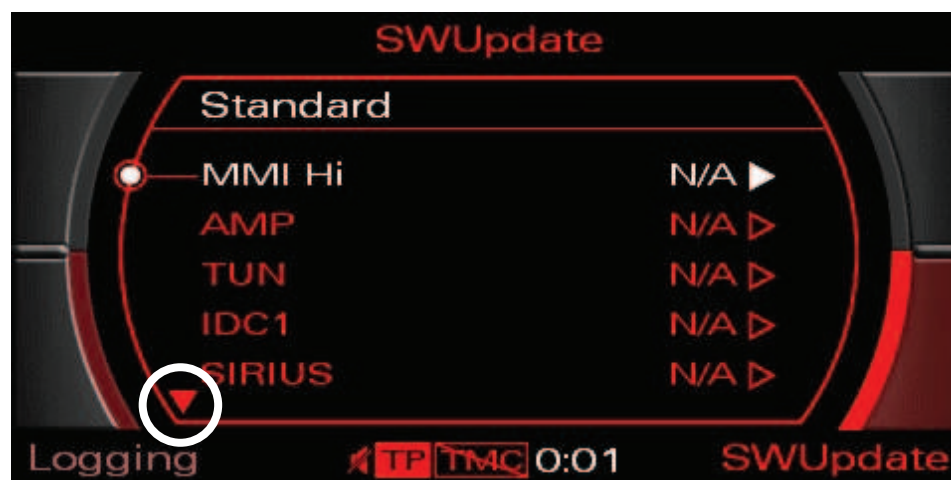 SWUpdate
Standard
MMI Hi N/A
AMP N/A
TUN N/A
IDC1 N/A
SIRIUS N/A
Logging TP TMC 0:01 SWUpdate